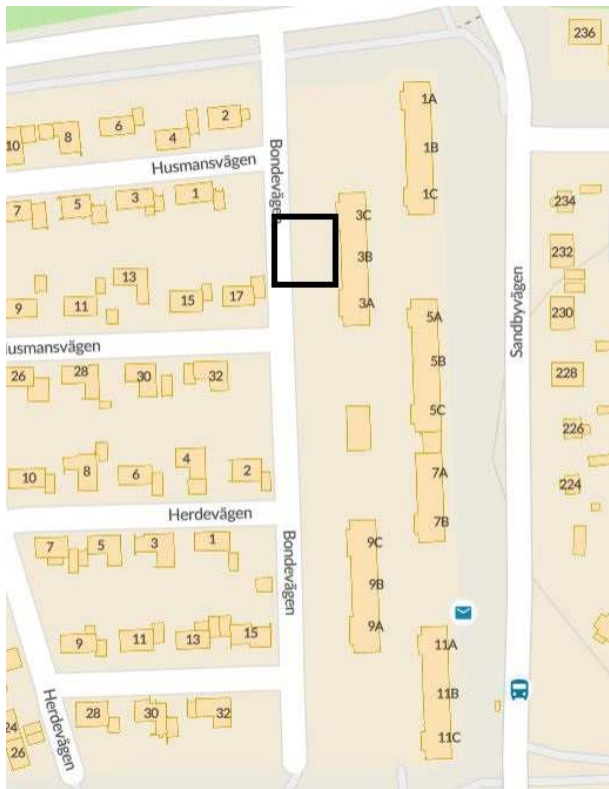 236
1A
2
6
8
4
10
Bondevägen
1B
Husmansvägen
1C
1
3
5
7
234
3C
232
3B
13
17
15
11
9
3A
230
5A
Sandbyvägen
Husmansvägen
5B
228
26
28
30
32
5C
226
4
2
8
6
10
7A
224
7B
Herdevägen
Bondevägen
1
3
5
7
9C
9B
9A
15
13
11
9
11A
11B
11C
Herdevägen
28
30
32
24
26